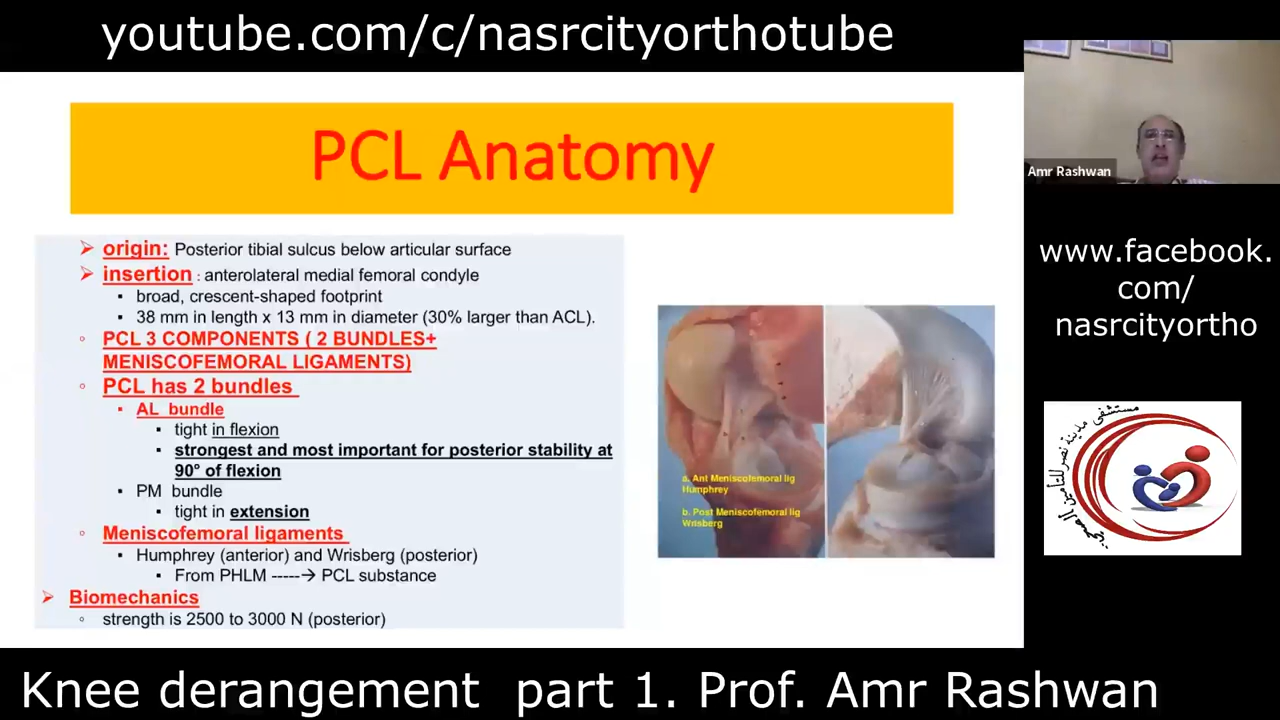 youtube.com/c/nasrcityorthotube
PCL Anatomy
Amr Rashwan
➢ origin: Posterior tibial sulcus below articular surface
➢ insertion : anterolateral medial femoral condyle
▪ broad, crescent-shaped footprint
▪ 38 mm in length x 13 mm in diameter (30% larger than ACL).
◦ PCL 3 COMPONENTS ( 2 BUNDLES+
MENISCOFEMORAL LIGAMENTS)
◦ PCL has 2 bundles
▪ AL bundle
▪ tight in flexion
▪ strongest and most important for posterior stability at
90° of flexion
▪ PM bundle
▪ tight in extension
◦ Meniscofemoral ligaments
▪ Humphrey (anterior) and Wrisberg (posterior)
▪ From PHLM -----→ PCL substance
➢ Biomechanics
◦ strength is 2500 to 3000 N (posterior)
a. Ant Meniscofemoral lig
Humphrey
b. Post Meniscofemoral lig
Wrisberg
www.facebook.
com/
nasrcityortho
مستشفى مدينة نصر للتأمين الصحى
Knee derangement part 1. Prof. Amr Rashwan